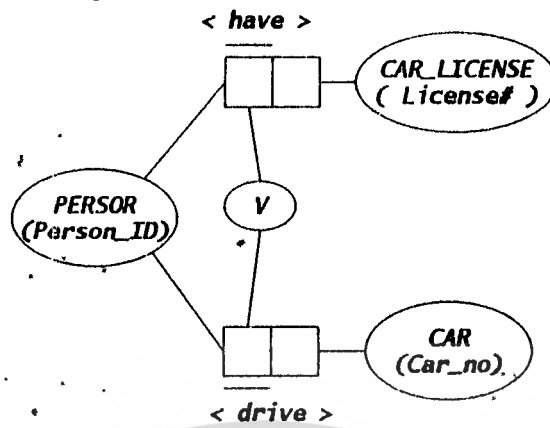 < have >
CAR_LICENSE
( License# )
PERSOR
(Person_ID)
V
CAR
(Car_no)
< drive >